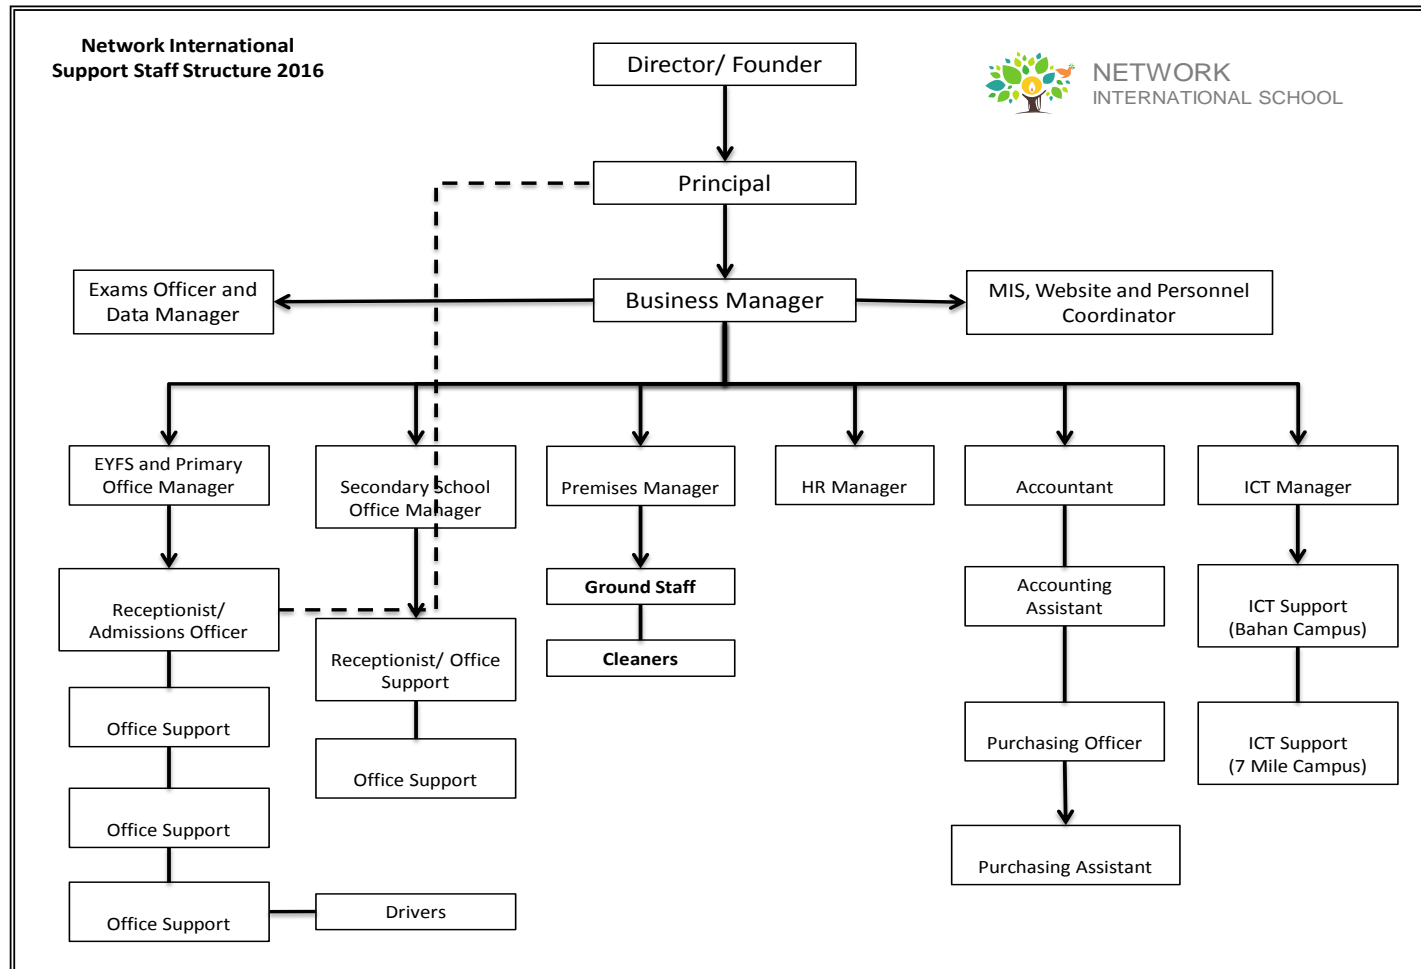 Network International
Support Staff Structure 2016
Director/ Founder
NETWORK
INTERNATIONAL SCHOOL
Principal
Exams Officer and
Data Manager
Business Manager
MIS, Website and Personnel
Coordinator
EYFS and Primary
Office Manager
Secondary School
Office Manager
Premises Manager
HR Manager
Accountant
ICT Manager
Receptionist/
Admissions Officer
Ground Staff
Accounting
Assistant
ICT Support
(Bahan Campus)
Receptionist/ Office
Support
Cleaners
Office Support
Office Support
Purchasing Officer
ICT Support
(7 Mile Campus)
Office Support
Purchasing Assistant
Office Support
Drivers